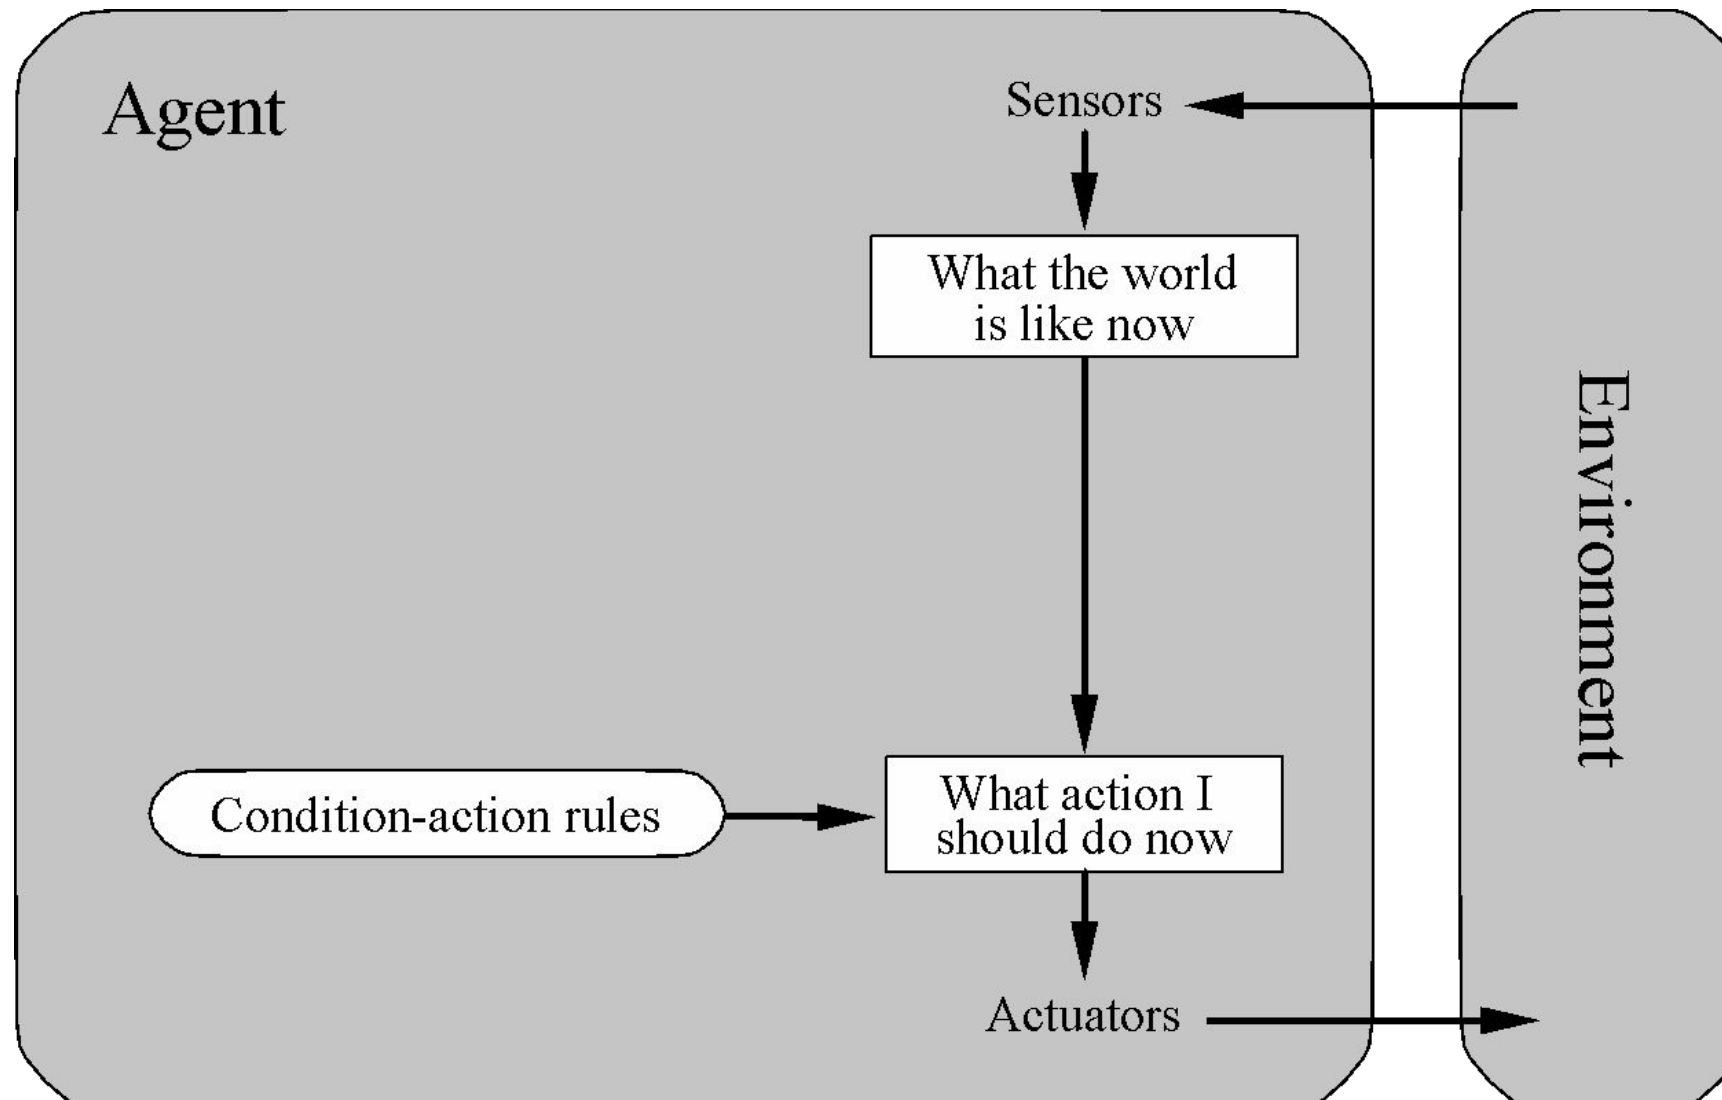 Agent
Sensors
What the world
is like now
Environment
Condition-action rules
What action I
should do now
Actuators